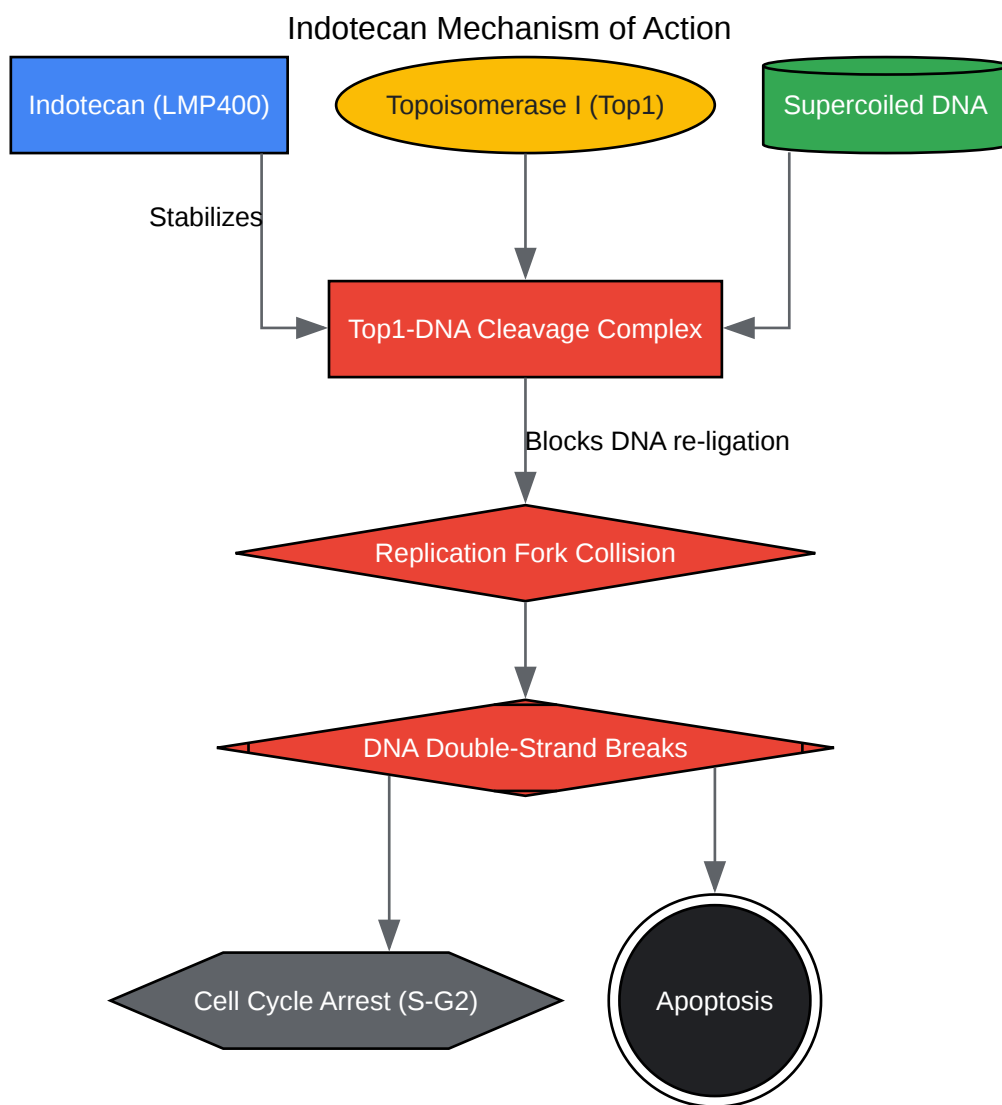 Indotecan Mechanism of Action
Indotecan (LMP400)
Topoisomerase I (Top1)
Supercoiled DNA
Stabilizes
Top1-DNA Cleavage Complex
Blocks DNA re-ligation
Replication Fork Collision
DNA Double-Strand Breaks
Cell Cycle Arrest (S-G2)
Apoptosis